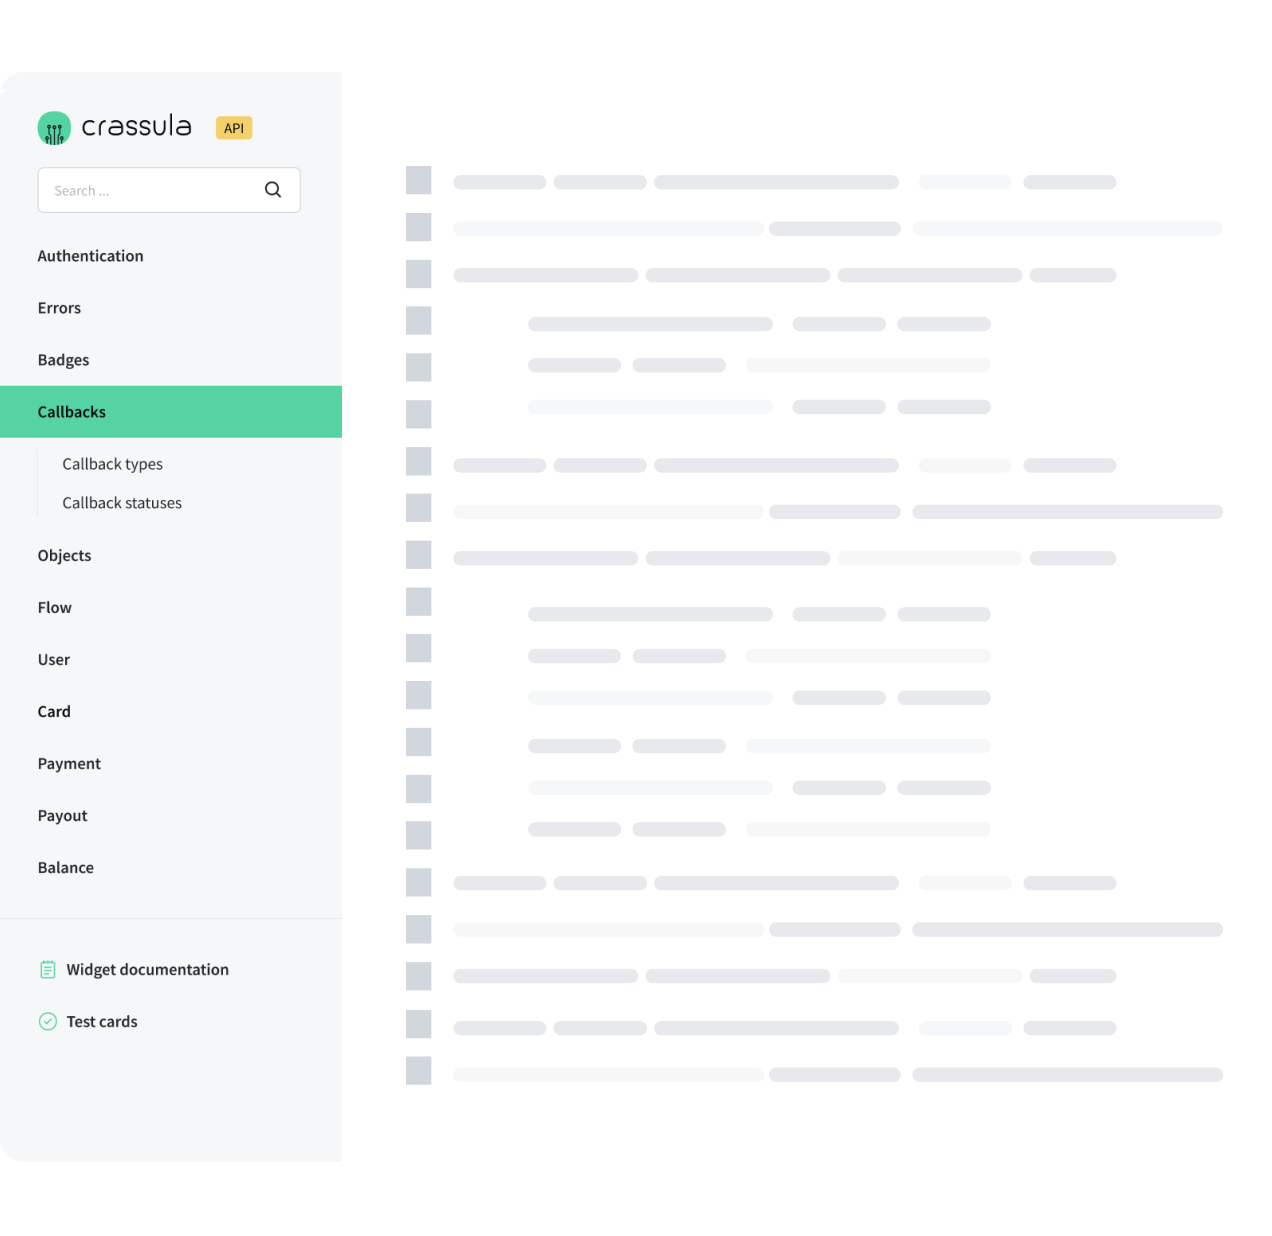 crassula
API
Search ...
Authentication
Errors
Badges
Callbacks
Callback types
Callback statuses
Objects
Flow
User
Card
Payment
Payout
Balance
Widget documentation
Test cards